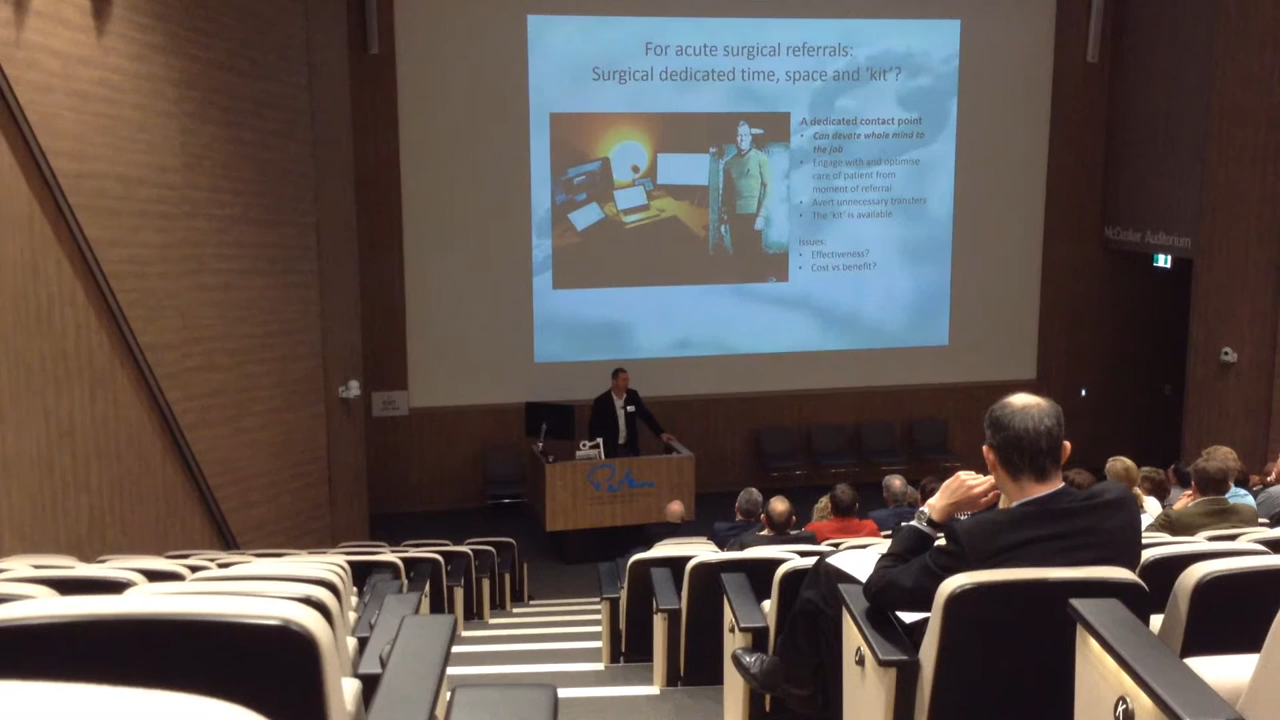 For acute surgical referrals:
Surgical dedicated time, space and ‘kit’?
A dedicated contact point
• Can devote whole mind to
the job
• Engage with and optimise
care of patient from
moment of referral
• Avert unnecessary transfers
• The ‘kit’ is available
Issues:
• Effectiveness?
• Cost vs benefit?
McCusker Auditorium
Perkins
K